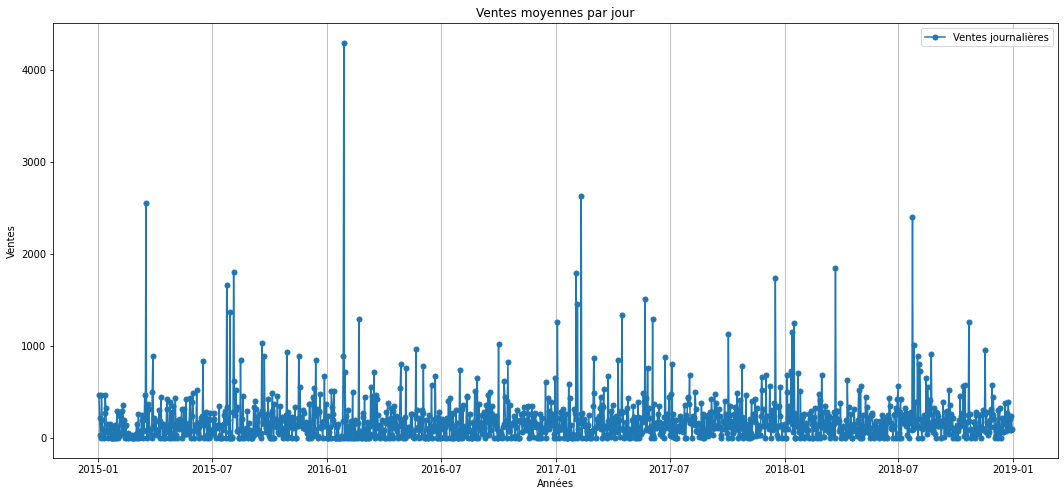 Ventes moyennes par jour
Ventes journalières
4000
3000
2000
1000
0
Ventes
2015-01 2015-07 2016-01 2016-07 2017-01 2017-07 2018-01 2018-07 2019-01
Années